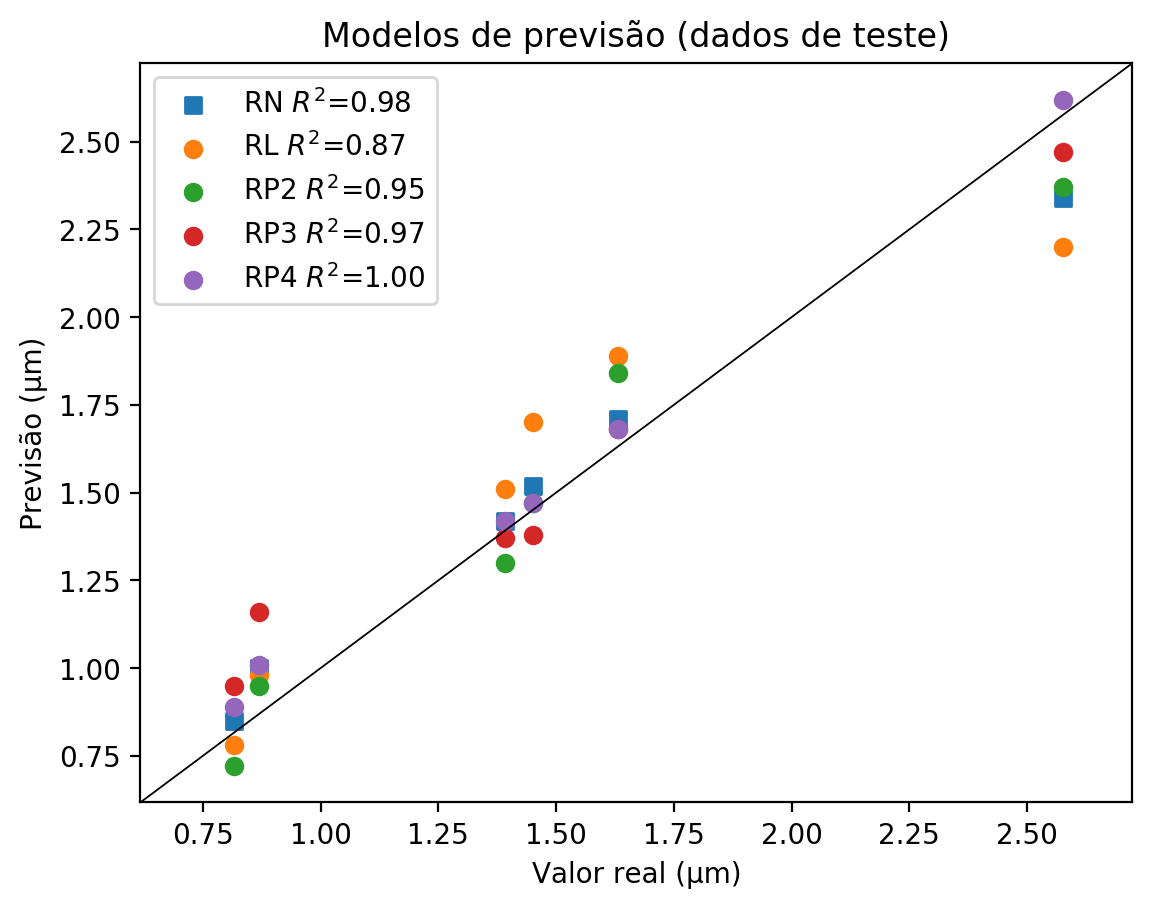 Modelos de previsão (dados de teste)
RN R²=0.98
RL R²=0.87
RP2 R²=0.95
RP3 R²=0.97
RP4 R²=1.00
Previsão (µm)
2.50
2.25
2.00
1.75
1.50
1.25
1.00
0.75
0.75 1.00 1.25 1.50 1.75 2.00 2.25 2.50
Valor real (µm)